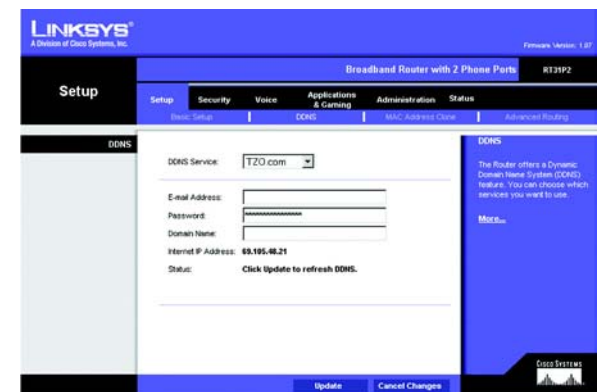 LINKSYS®
A Division of Cisco Systems, Inc.
Firmware Version: 1.07
Broadband Router with 2 Phone Ports RT31P2
Setup
Setup Security Voice Applications & Gaming Administration Status
Basic Setup DDNS MAC Address Clone Advanced Routing
DDNS
DDNS Service: TZO.com
E-mail Address:
Password: ****************
Domain Name:
Internet IP Address: 69.105.48.21
Status: Click Update to refresh DDNS.
DDNS
The Router offers a Dynamic
Domain Name System (DDNS)
feature. You can choose which
services you want to use.
More...
Update Cancel Changes
CISCO SYSTEMS